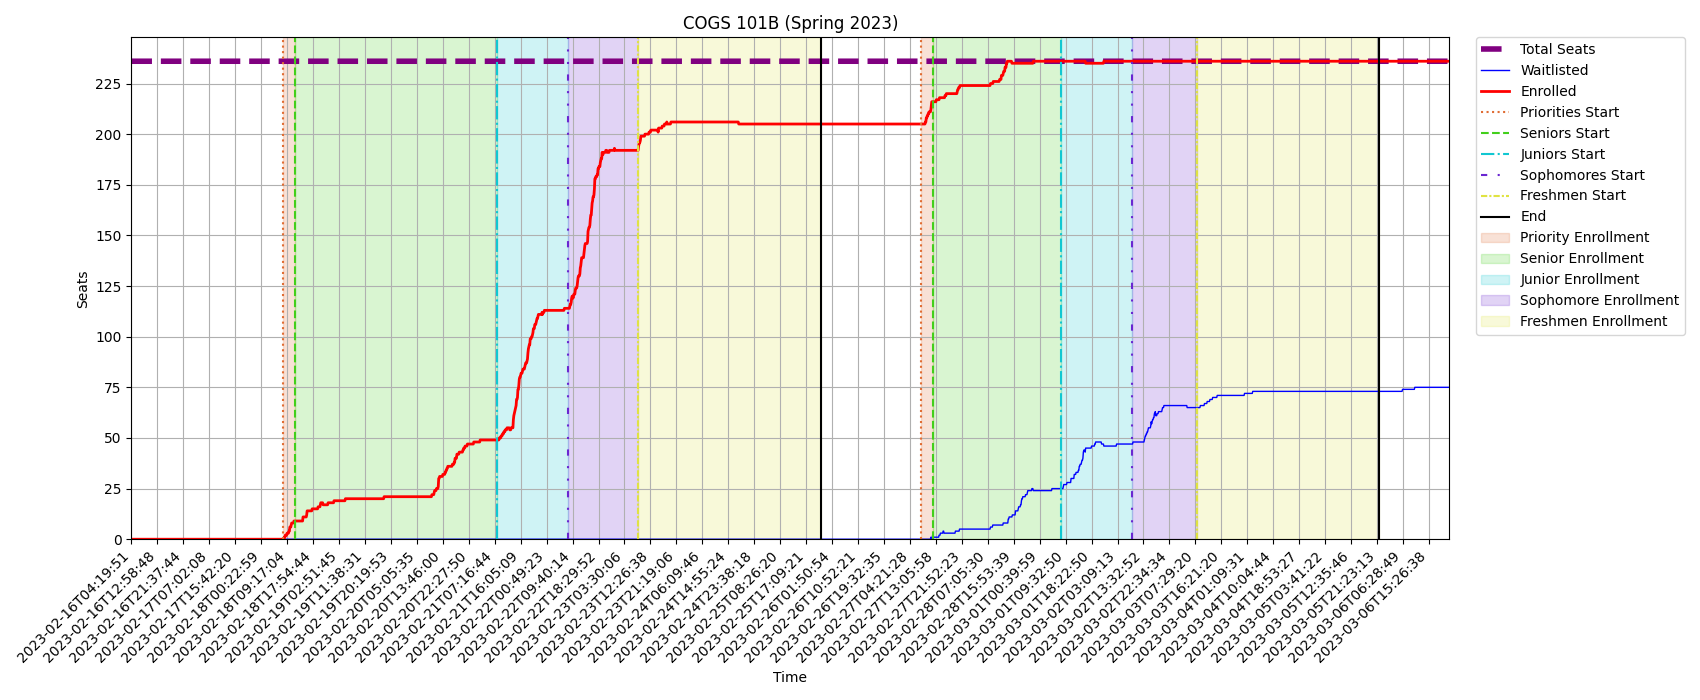 COGS 101B (Spring 2023)
Seats
225
200
175
150
125
100
75
50
25
0
2023-02-16T04:19:51
2023-02-16T12:58:48
2023-02-16T21:37:44
2023-02-17T07:02:08
2023-02-17T15:42:20
2023-02-18T00:22:59
2023-02-18T09:17:04
2023-02-18T17:54:44
2023-02-19T02:51:45
2023-02-19T11:38:31
2023-02-19T20:19:53
2023-02-20T05:05:35
2023-02-20T13:46:00
2023-02-20T22:27:50
2023-02-21T07:16:44
2023-02-21T16:05:09
2023-02-22T00:49:23
2023-02-22T09:40:14
2023-02-22T18:29:52
2023-02-23T03:30:06
2023-02-23T12:26:38
2023-02-23T21:19:06
2023-02-24T06:09:46
2023-02-24T14:55:24
2023-02-24T23:38:18
2023-02-25T08:26:20
2023-02-25T17:09:21
2023-02-26T01:50:54
2023-02-26T10:52:21
2023-02-26T19:32:35
2023-02-27T04:21:28
2023-02-27T13:05:58
2023-02-27T21:52:23
2023-02-28T07:05:30
2023-02-28T15:53:39
2023-03-01T00:39:59
2023-03-01T09:32:50
2023-03-01T18:22:50
2023-03-02T03:09:13
2023-03-02T13:32:52
2023-03-02T22:34:34
2023-03-03T07:29:20
2023-03-03T16:21:20
2023-03-04T01:09:31
2023-03-04T10:04:44
2023-03-04T18:53:27
2023-03-05T03:41:22
2023-03-05T12:35:46
2023-03-05T21:23:13
2023-03-06T06:28:49
2023-03-06T15:26:38
Time
Total Seats
Waitlisted
Enrolled
Priorities Start
Seniors Start
Juniors Start
Sophomores Start
Freshmen Start
End
Priority Enrollment
Senior Enrollment
Junior Enrollment
Sophomore Enrollment
Freshmen Enrollment